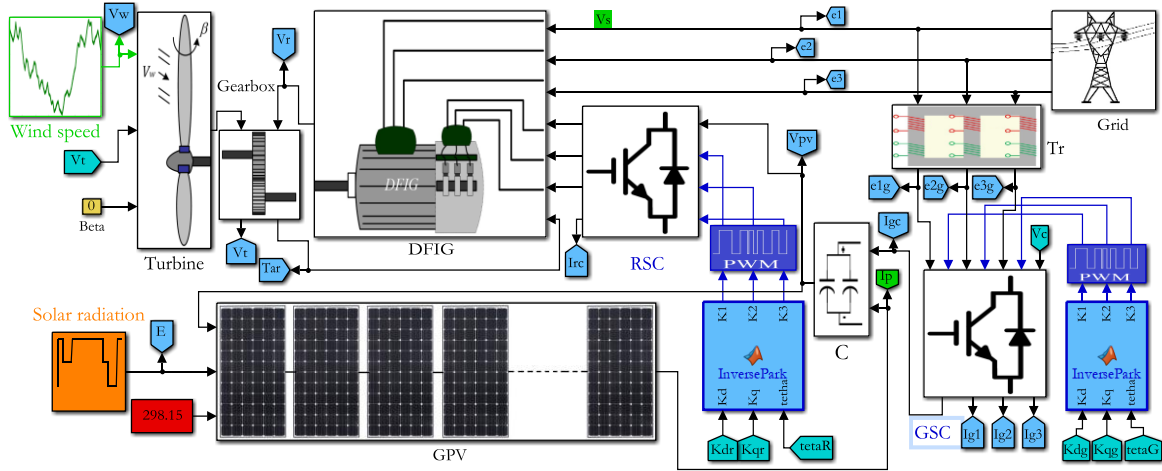 Vw
β
Vw
Wind speed
Vt
0
Beta
Turbine
Gearbox
Vr
Vt
Tar
DFIG
DFIG
Vs
e1
e2
e3
Grid
Tr
e1g
e2g
e3g
Irc
RSC
PWM
Vpv
Igc
Ip
C
Vc
PWM
Solar radiation
E
298.15
GPV
K1
K2
K3
InversePark
Kd
Kq
tetha
Kdr
Kqr
tetaR
GSC
Ig1
Ig2
Ig3
K1
K2
K3
InversePark
Kd
Kq
tetha
Kdg
Kqg
tetaG